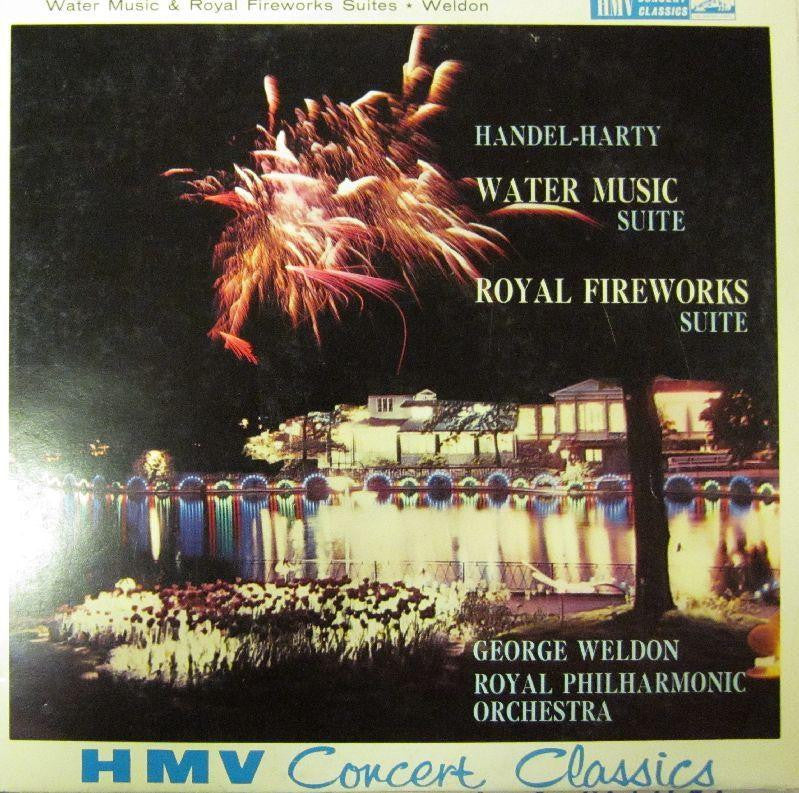 Water Music & Royal Fireworks Suites ★ Weldon
HMV CONCERT CLASSICS
HANDEL-HARTY
WATER MUSIC
SUITE
ROYAL FIREWORKS
SUITE
GEORGE WELDON
ROYAL PHILHARMONIC
ORCHESTRA
HMV Concert Classics